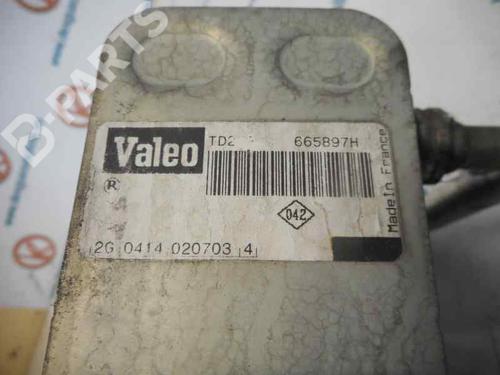 Valeo
TD2 665897H
®
042
Made in France
2G 0414 020703 4
B-PARTS